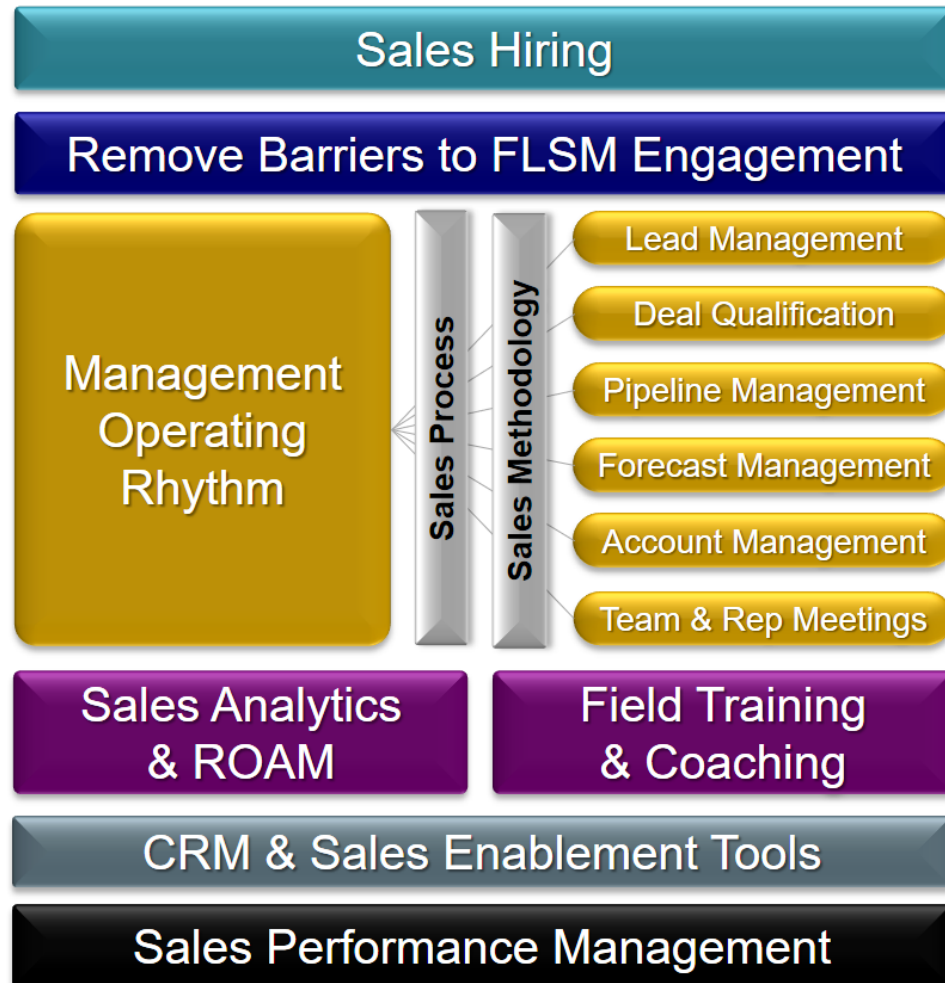 Sales Hiring
Remove Barriers to FLSM Engagement
Management
Operating
Rhythm
Sales Process
Sales Methodology
Lead Management
Deal Qualification
Pipeline Management
Forecast Management
Account Management
Team & Rep Meetings
Sales Analytics
& ROAM
Field Training
& Coaching
CRM & Sales Enablement Tools
Sales Performance Management